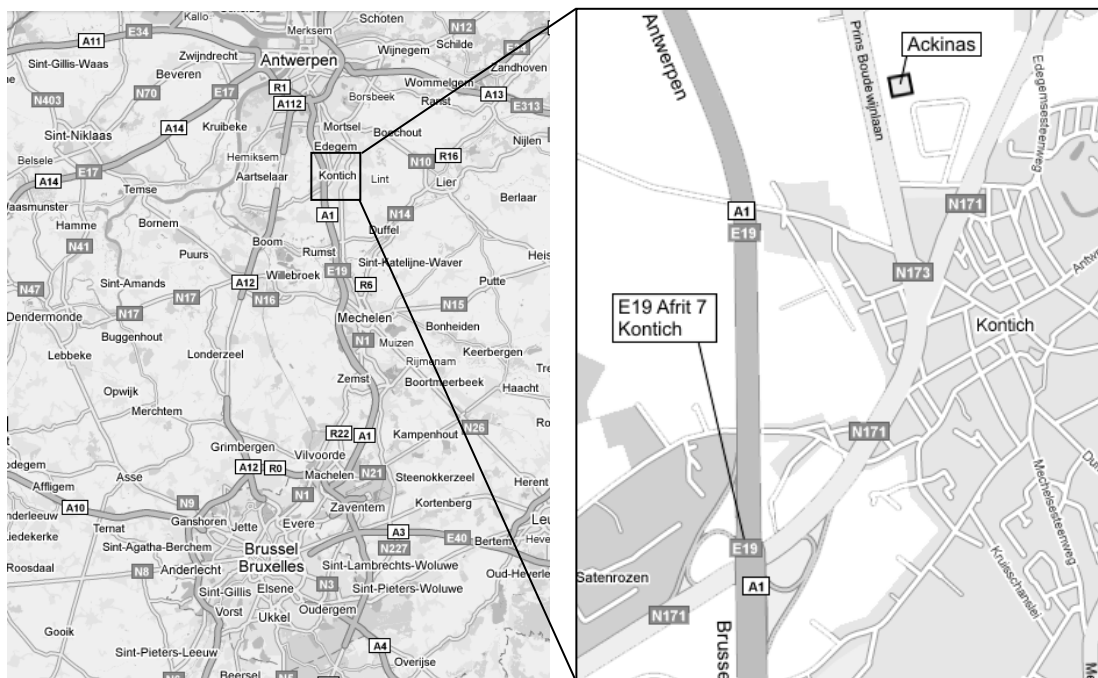 E34
Kallo
Merksem
Schoten
N12
A11
Wijnegem
Schilde
Zwijndrecht
Antwerpen
Zandhoven
Sint-Gillis-Waas
Beveren
Wommelgem
R1
A13
N403
N70
E17
A112
Borsbeek
Ranst
E313
A14
Kruibeke
Mortsel
Boechout
Sint-Niklaas
Edegem
Nijlen
Belsele
Hemiksem
N10
R16
E17
Kontich
Lint
A14
Temse
Aartselaar
Lier
Berlaar
A1
N14
Hamme
Bornem
Duffel
N41
Boom
Rumst
Puurs
Sint-Katelijne-Waver
Willebroek
E19
Putte
Sint-Amands
A12
R6
N47
N17
N16
N15
Dendermonde
N17
Mechelen
Bonheiden
Buggenhout
N1
Muizen
Lebbeke
Londerzeel
Keerbergen
Rijmenam
Zemst
Boortmeerbeek
Opwijk
Haacht
Merchtem
N26
R22
A1
Kampenhout
Grimbergen
Vilvoorde
A12
R0
Machelen
N21
Steenokkerzeel
Asse
Herent
Affligem
N1
N9
Kortenberg
Zaventem
A10
Ganshoren
Evere
Ternat
Jette
A3
E40
Bertem
Sint-Agatha-Berchem
Brussel
N227
Bruxelles
Roosdaal
N8
Anderlecht
Sint-Lambrechts-Woluwe
Oud-Heverlee
Elsene
N3
Sint-Gillis
Sint-Pieters-Woluwe
Vorst
Oudergem
Ukkel
Gooik
Sint-Pieters-Leeuw
A4
Overijse
Beersel
Antwerpen
Prins Boudewijnlaan
Ackinas
Edegemsesteenweg
A1
N171
E19
N173
E19 Afrit 7
Kontich
Kontich
N171
Mechelsesteenweg
E19
Satenrozen
A1
Kruisschanslei
N171